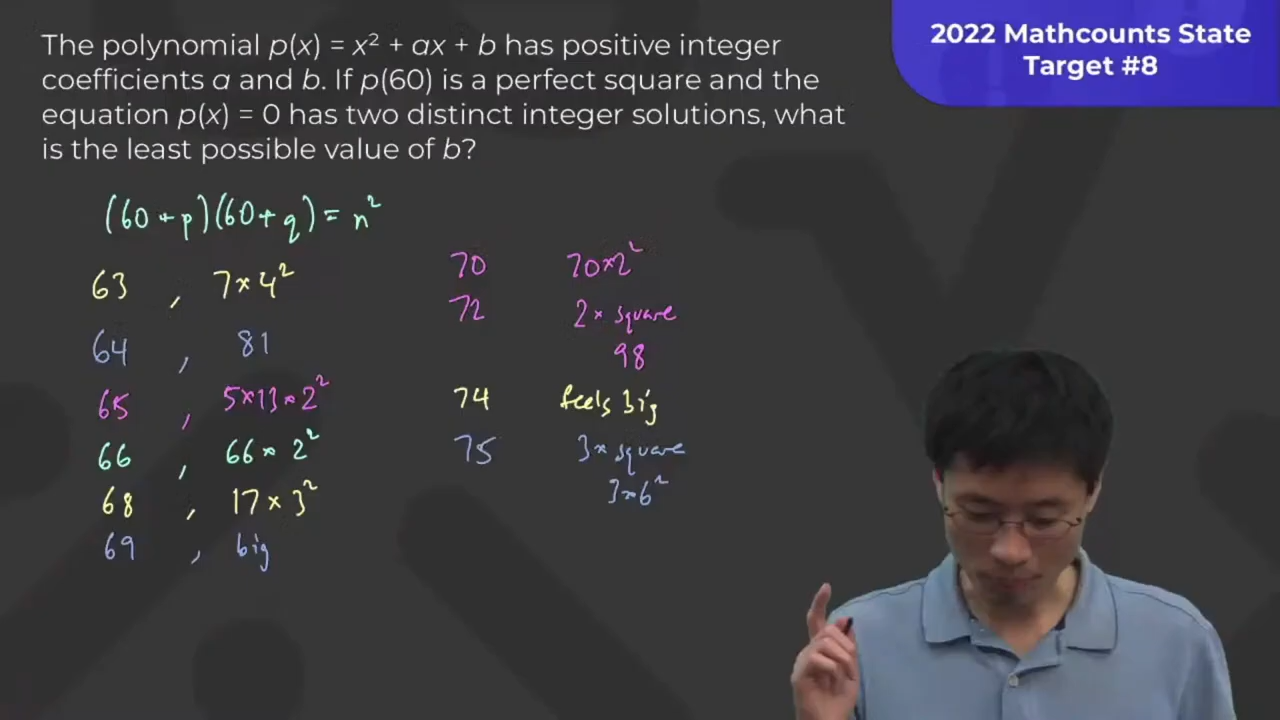 The polynomial p(x) = x² + ax + b has positive integer
coefficients a and b. If p(60) is a perfect square and the
equation p(x) = 0 has two distinct integer solutions, what
is the least possible value of b?
2022 Mathcounts State
Target #8
(60+p)(60+q) = n²
63 , 7×4²
64 , 81
65 , 5×13×2²
66 , 66×2²
68 , 17×3²
69 , big
70 70×2²
72 2× square
98
74 feels big
75 3× square
3×6²